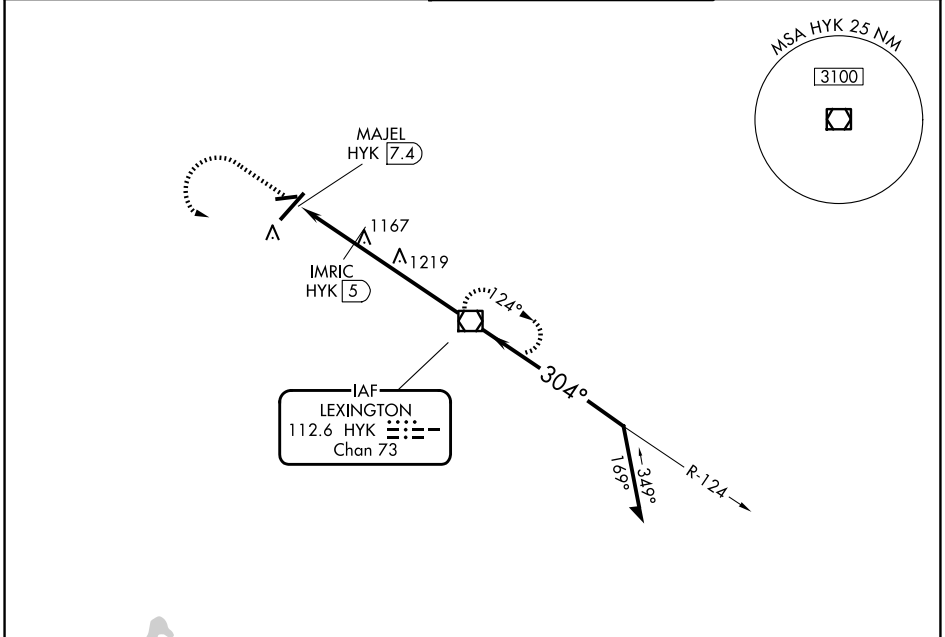 MSA HYK 25 NM
3100
MAJEL
HYK 7.4
1167
1219
IMRIC
HYK 5
124°
304°
IAF
LEXINGTON
112.6 HYK
Chan 73
169°
349°
R-124